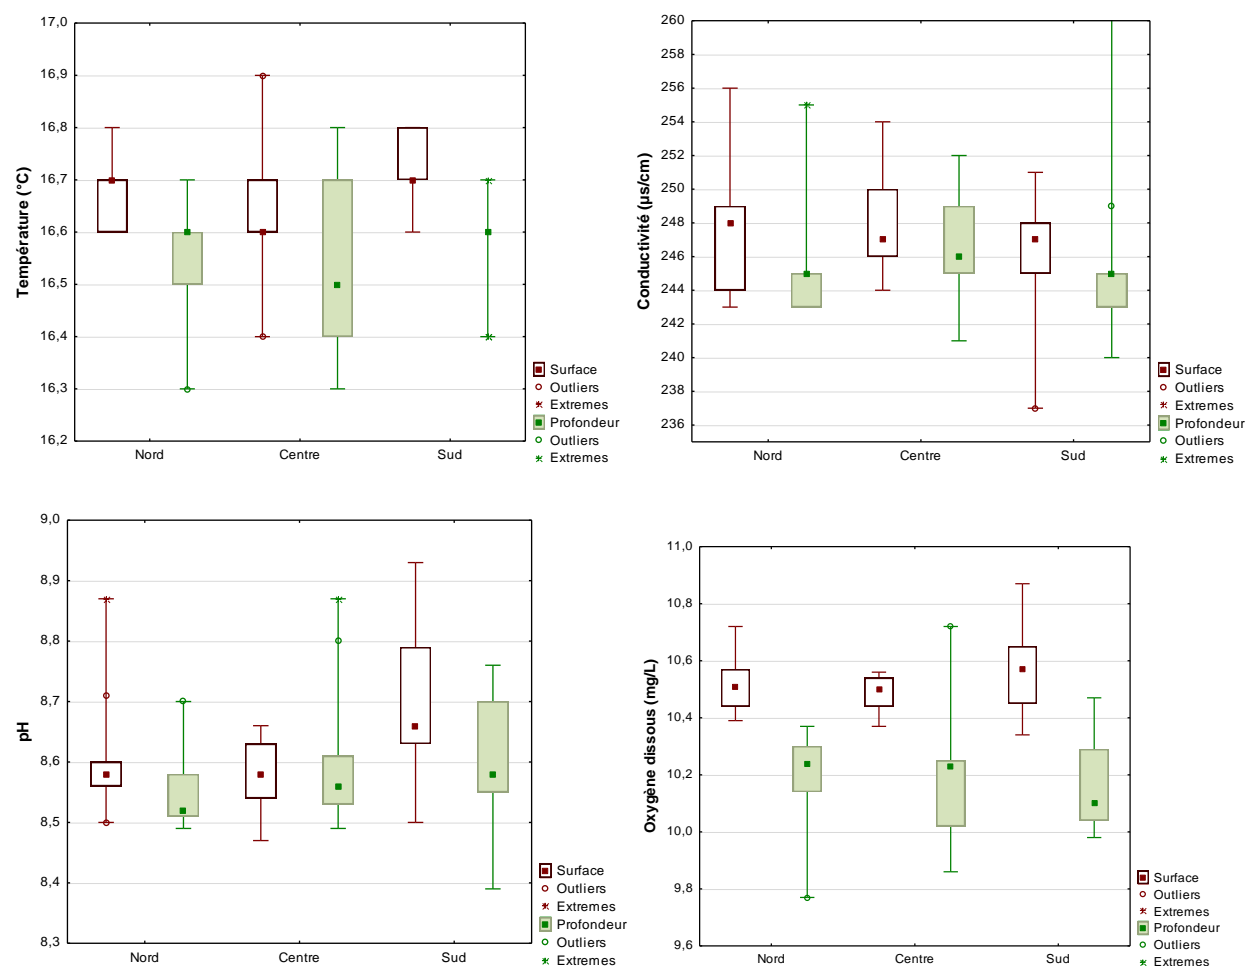 Température (°C)
17,0
16,9
16,8
16,7
16,6
16,5
16,4
16,3
16,2
Nord Centre Sud
Surface
Outliers
Extremes
Profondeur
Outliers
Extremes
Conductivité (µs/cm)
260
258
256
254
252
250
248
246
244
242
240
238
236
Nord Centre Sud
Surface
Outliers
Extremes
Profondeur
Outliers
Extremes
pH
9,0
8,9
8,8
8,7
8,6
8,5
8,4
8,3
Nord Centre Sud
Surface
Outliers
Extremes
Profondeur
Outliers
Extremes
Oxygène dissous (mg/L)
11,0
10,8
10,6
10,4
10,2
10,0
9,8
9,6
Nord Centre Sud
Surface
Outliers
Extremes
Profondeur
Outliers
Extremes